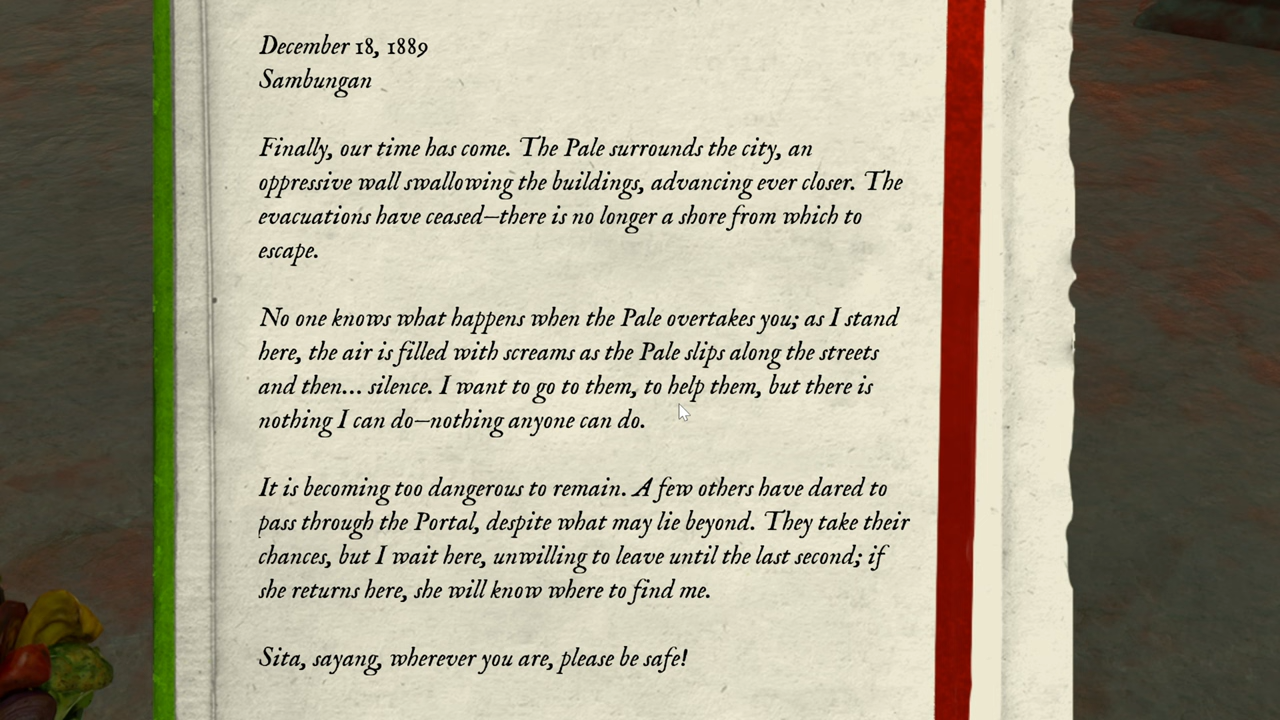 December 18, 1889
Sambungan
Finally, our time has come. The Pale surrounds the city, an
oppressive wall swallowing the buildings, advancing ever closer. The
evacuations have ceased—there is no longer a shore from which to
escape.
No one knows what happens when the Pale overtakes you; as I stand
here, the air is filled with screams as the Pale slips along the streets
and then... silence. I want to go to them, to help them, but there is
nothing I can do—nothing anyone can do.
It is becoming too dangerous to remain. A few others have dared to
pass through the Portal, despite what may lie beyond. They take their
chances, but I wait here, unwilling to leave until the last second; if
she returns here, she will know where to find me.
Sita, sayang, wherever you are, please be safe!